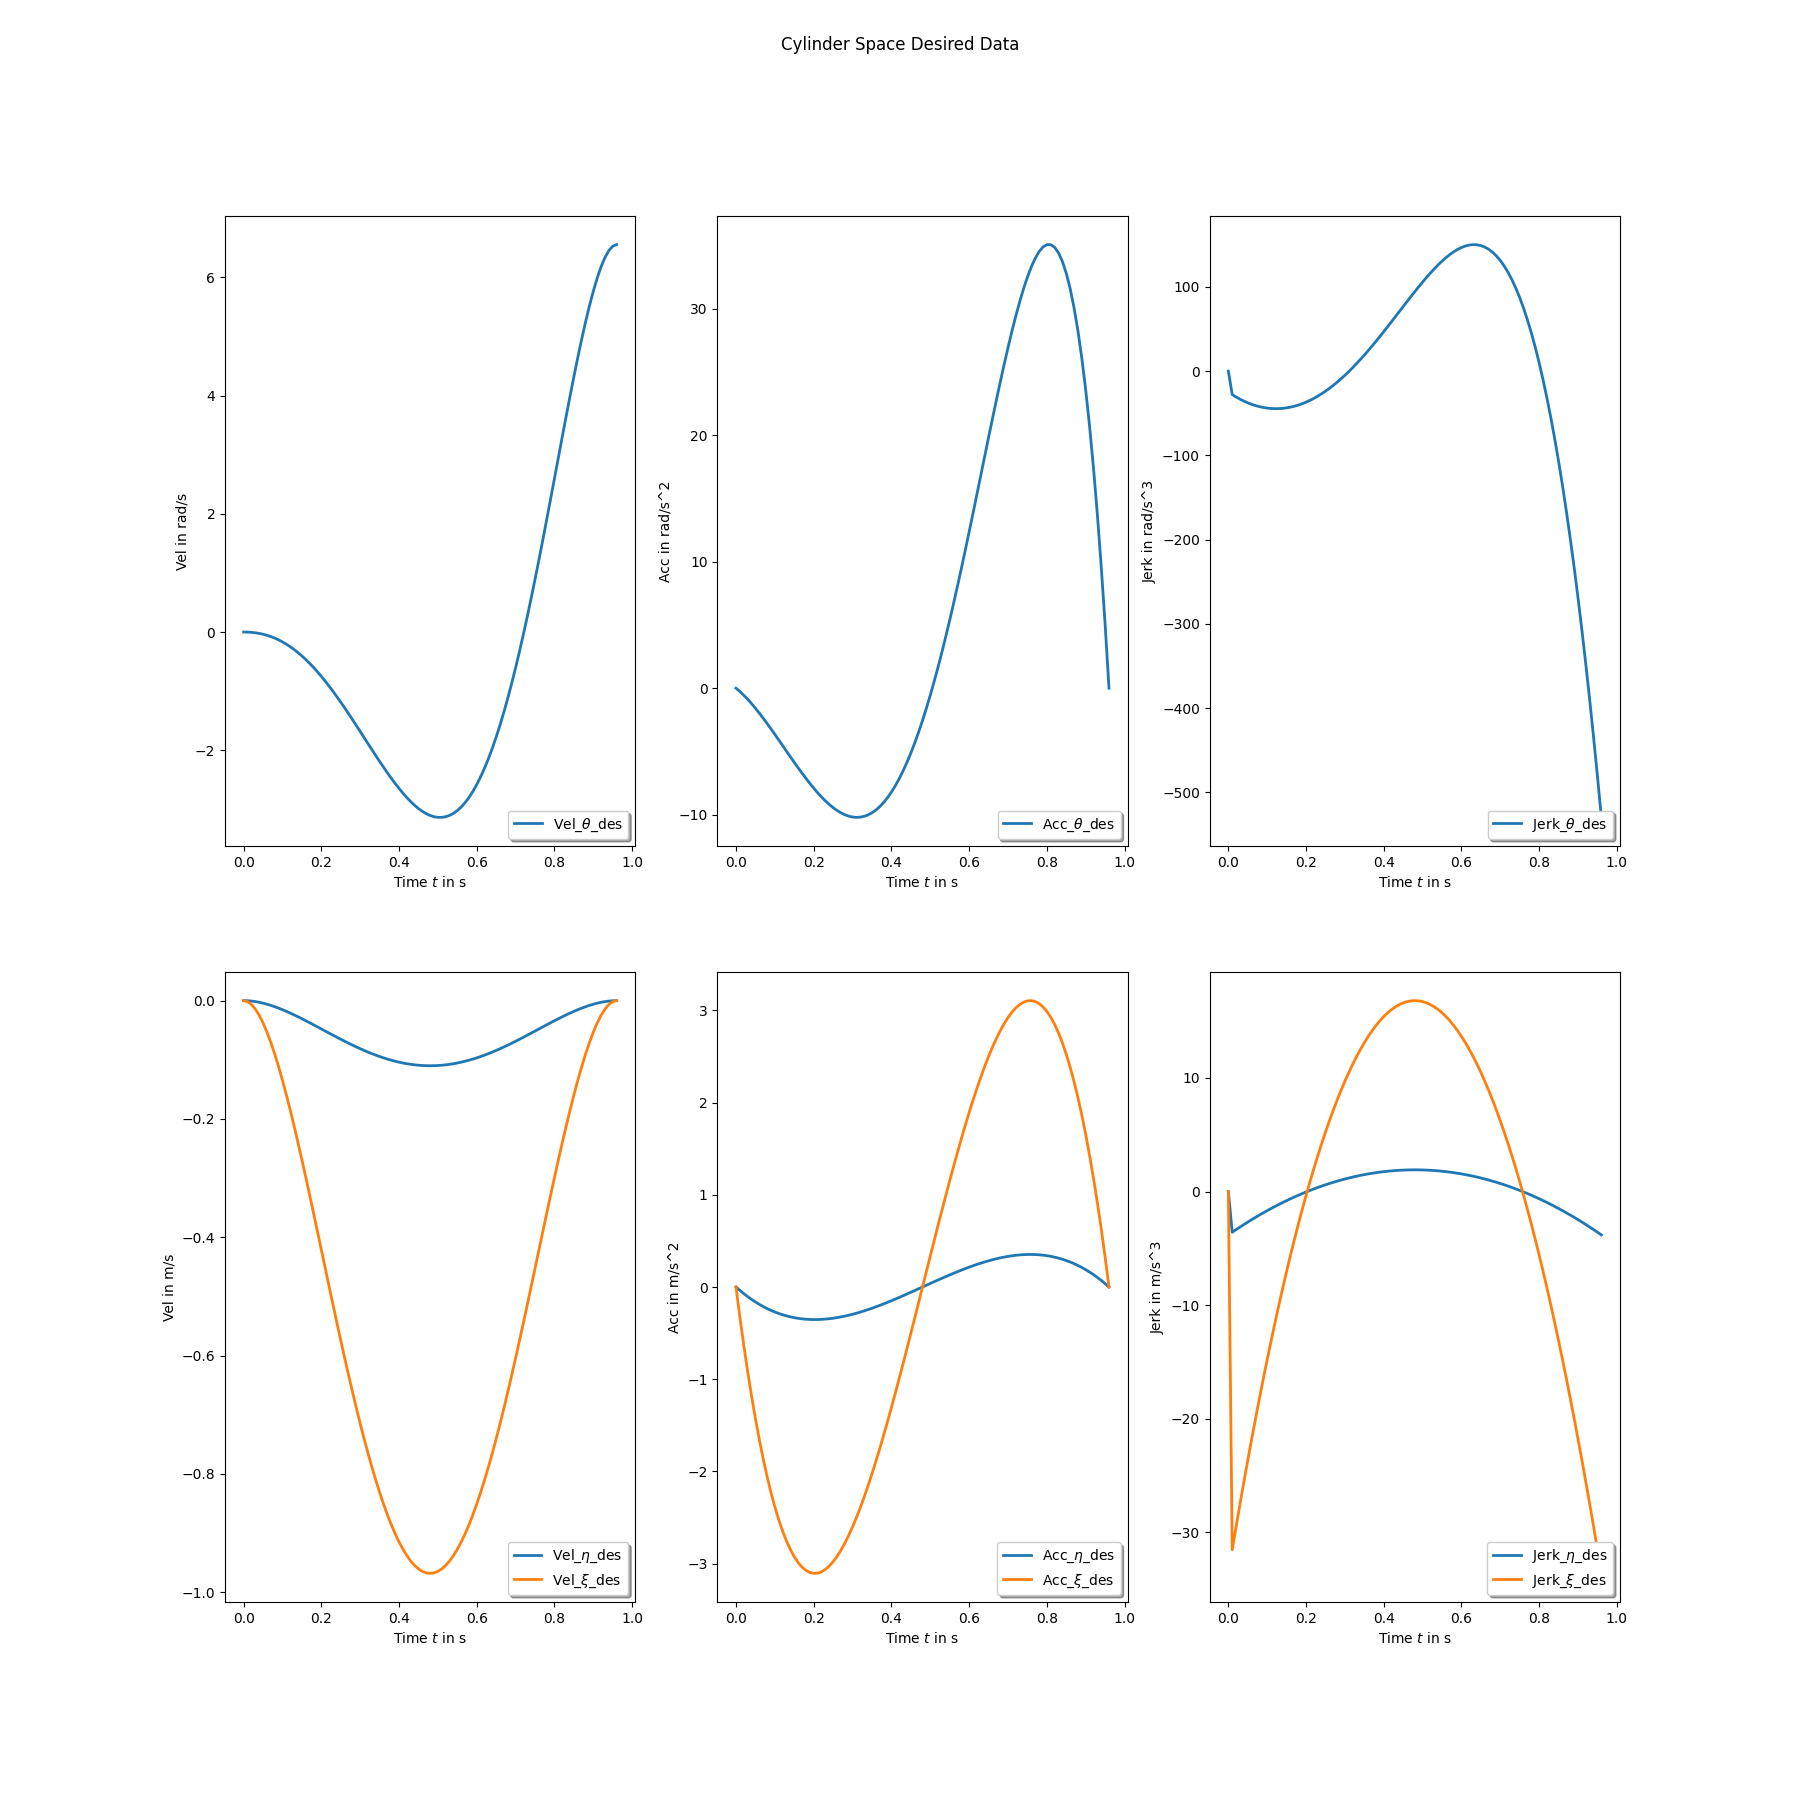 Cylinder Space Desired Data
Vel in rad/s
6
4
2
0
−2
0.0 0.2 0.4 0.6 0.8 1.0
Time t in s
Vel_θ_des
Acc in rad/s^2
30
20
10
0
−10
0.0 0.2 0.4 0.6 0.8 1.0
Time t in s
Acc_θ_des
Jerk in rad/s^3
100
0
−100
−200
−300
−400
−500
0.0 0.2 0.4 0.6 0.8 1.0
Time t in s
Jerk_θ_des
Vel in m/s
0.0
−0.2
−0.4
−0.6
−0.8
−1.0
0.0 0.2 0.4 0.6 0.8 1.0
Time t in s
Vel_η_des
Vel_ξ_des
Acc in m/s^2
3
2
1
0
−1
−2
−3
0.0 0.2 0.4 0.6 0.8 1.0
Time t in s
Acc_η_des
Acc_ξ_des
Jerk in m/s^3
10
0
−10
−20
−30
0.0 0.2 0.4 0.6 0.8 1.0
Time t in s
Jerk_η_des
Jerk_ξ_des